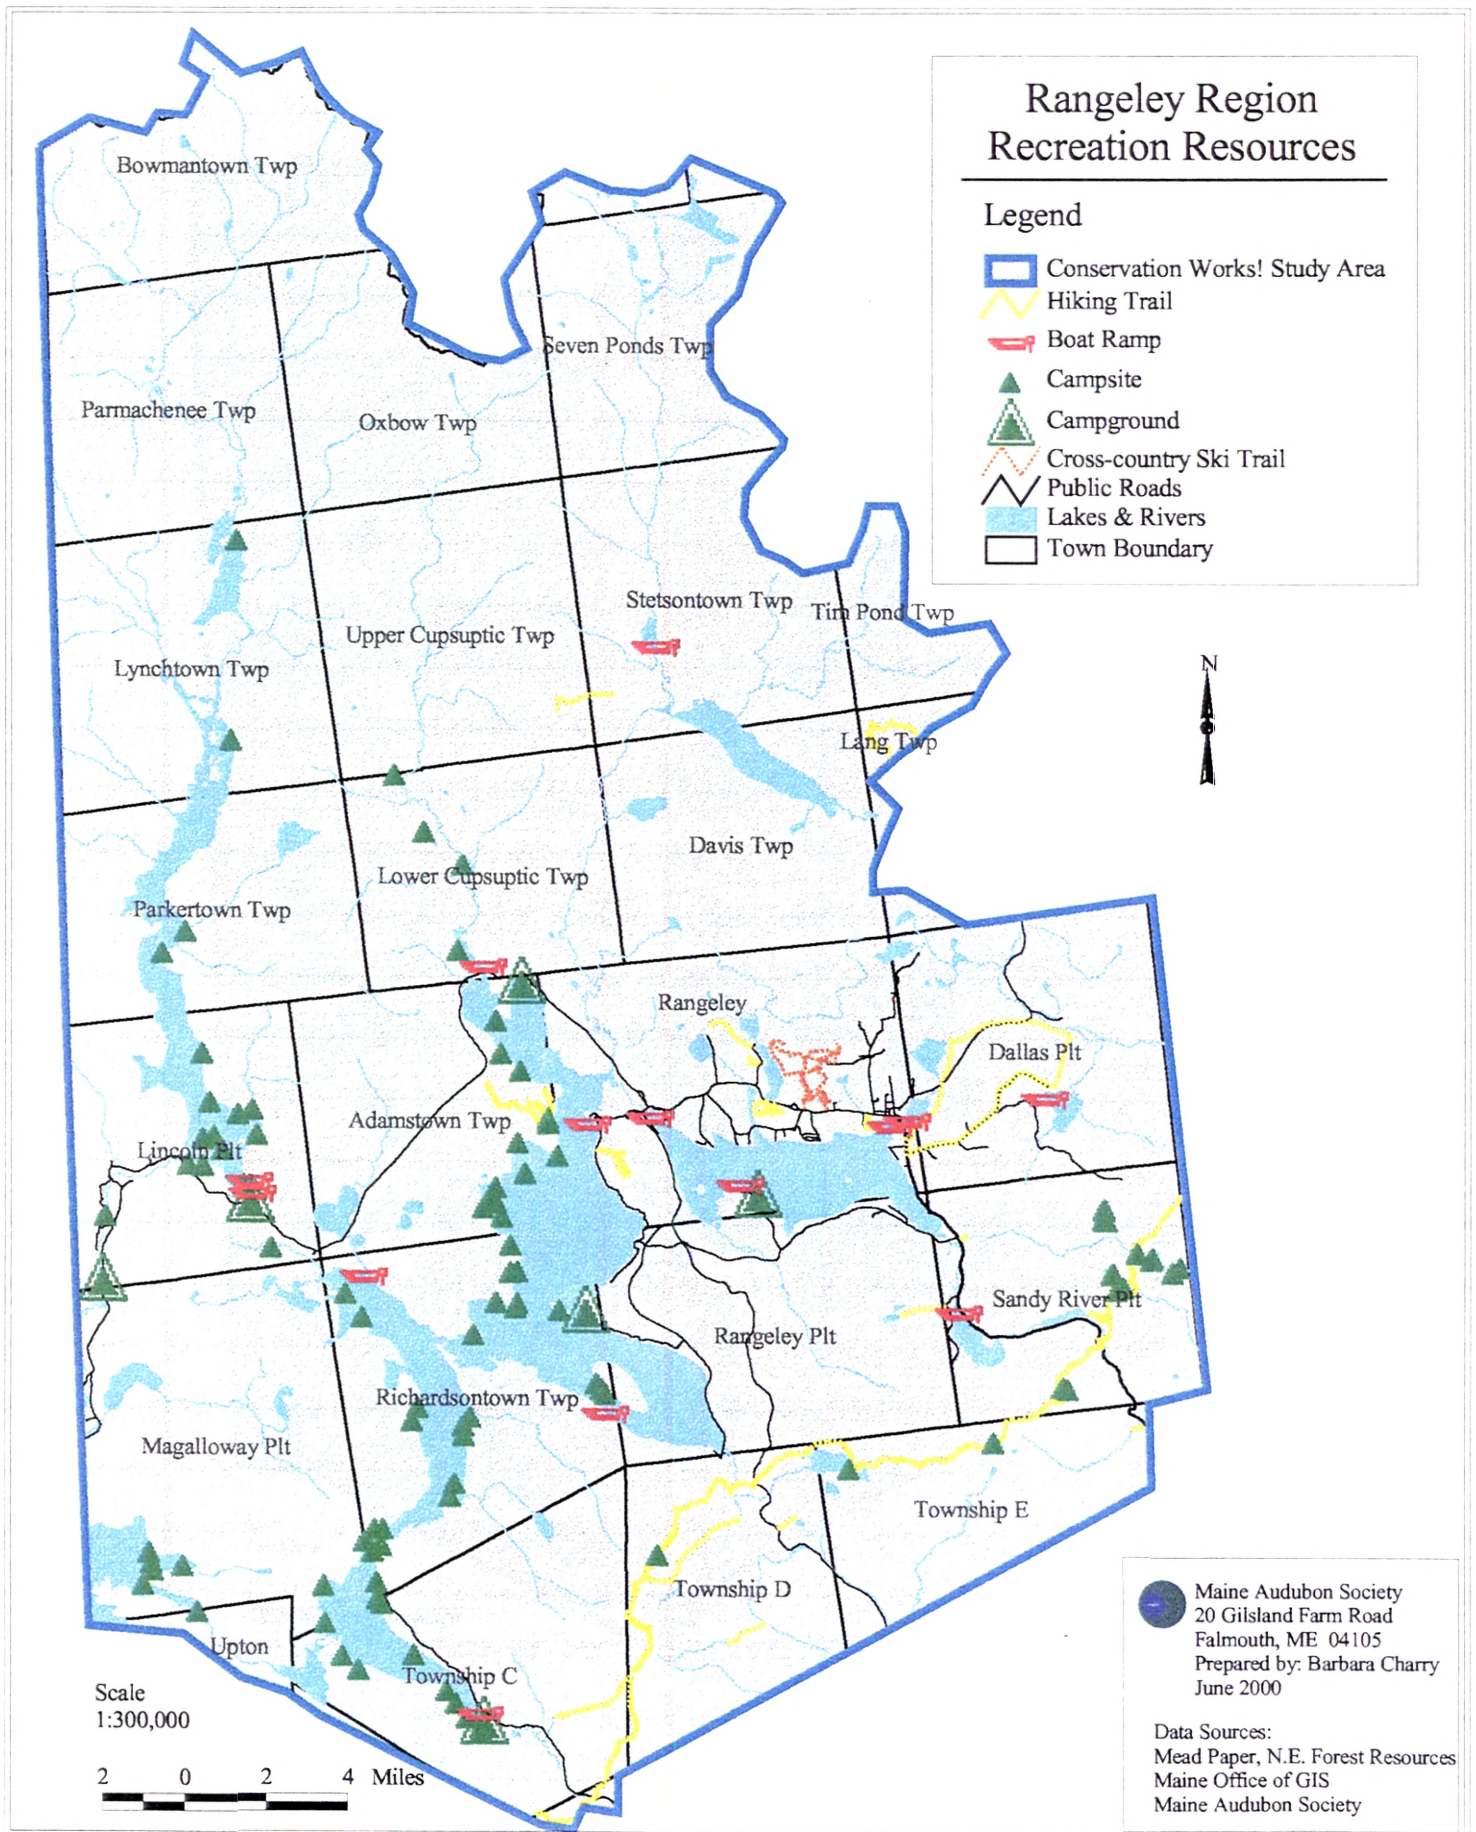 Rangeley Region
Recreation Resources
Legend
Conservation Works! Study Area
Hiking Trail
Boat Ramp
Campsite
Campground
Cross-country Ski Trail
Public Roads
Lakes & Rivers
Town Boundary
Bowmantown Twp
Seven Ponds Twp
Parmachenee Twp
Oxbow Twp
Stetsontown Twp
Tim Pond Twp
Upper Cupsuptic Twp
Lynchtown Twp
N
Lang Twp
Davis Twp
Lower Cupsuptic Twp
Parkertown Twp
Rangeley
Dallas Plt
Adamstown Twp
Lincoln Plt
Sandy River Plt
Rangeley Plt
Richardsontown Twp
Magalloway Plt
Township E
Township D
Upton
Township C
Scale
1:300,000
2 0 2 4 Miles
Maine Audubon Society
20 Gilsland Farm Road
Falmouth, ME 04105
Prepared by: Barbara Charry
June 2000
Data Sources:
Mead Paper, N.E. Forest Resources
Maine Office of GIS
Maine Audubon Society